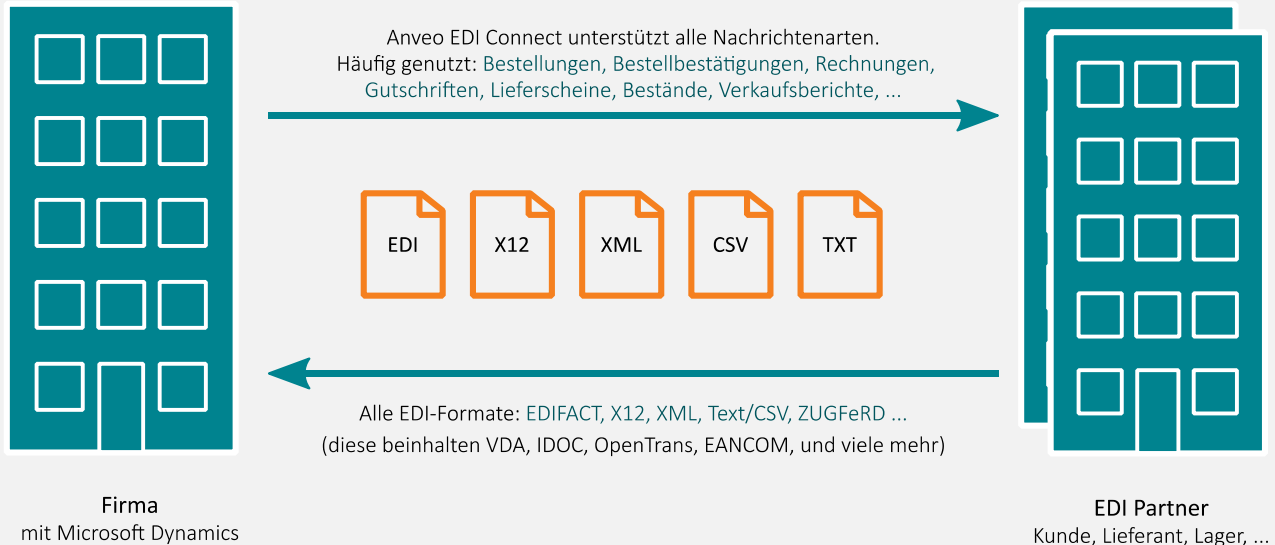 Anveo EDI Connect unterstützt alle Nachrichtenarten.
Häufig genutzt: Bestellungen, Bestellbestätigungen, Rechnungen,
Gutschriften, Lieferscheine, Bestände, Verkaufsberichte, ...
EDI
X12
XML
CSV
TXT
Alle EDI-Formate: EDIFACT, X12, XML, Text/CSV, ZUGFeRD ...
(diese beinhalten VDA, IDOC, OpenTrans, EANCOM, und viele mehr)
Firma
mit Microsoft Dynamics
EDI Partner
Kunde, Lieferant, Lager, ...